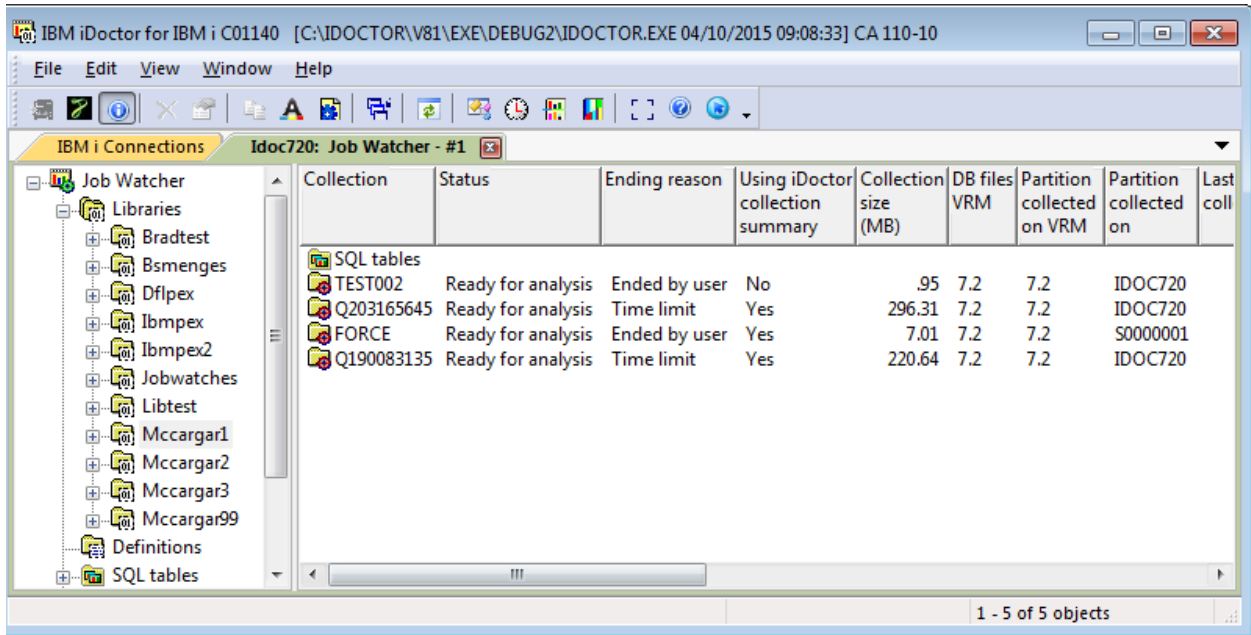 IBM iDoctor for IBM i C01140 [C:\IDOCTOR\V81\EXE\DEBUG2\IDOCTOR.EXE 04/10/2015 09:08:33] CA 110-10
File Edit View Window Help
IBM i Connections Idoc720: Job Watcher - #1
Job Watcher
Libraries
Bradtest
Bsmenges
Dflpex
Ibmpex
Ibmpex2
Jobwatches
Libtest
Mccargar1
Mccargar2
Mccargar3
Mccargar99
Definitions
SQL tables
Collection Status Ending reason Using iDoctor Collection DB files Partition Partition Last
collection size VRM collected collected coll
summary (MB) on VRM on
SQL tables
TEST002 Ready for analysis Ended by user No .95 7.2 7.2 IDOC720
Q203165645 Ready for analysis Time limit Yes 296.31 7.2 7.2 IDOC720
FORCE Ready for analysis Ended by user Yes 7.01 7.2 7.2 S0000001
Q190083135 Ready for analysis Time limit Yes 220.64 7.2 7.2 IDOC720
1 - 5 of 5 objects